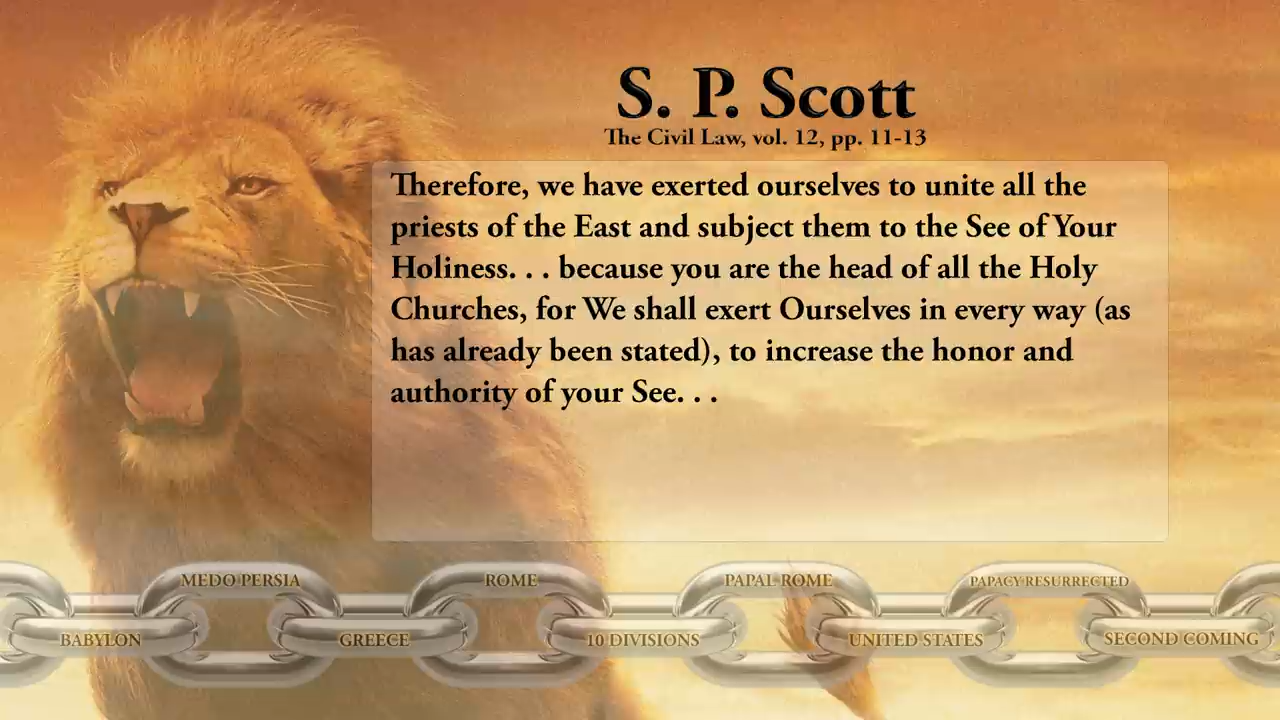 S. P. Scott
The Civil Law, vol. 12, pp. 11-13
Therefore, we have exerted ourselves to unite all the
priests of the East and subject them to the See of Your
Holiness. . . because you are the head of all the Holy
Churches, for We shall exert Ourselves in every way (as
has already been stated), to increase the honor and
authority of your See. . .
MEDO PERSIA
ROME
PAPAL ROME
PAPACY RESURRECTED
BABYLON
GREECE
10 DIVISIONS
UNITED STATES
SECOND COMING